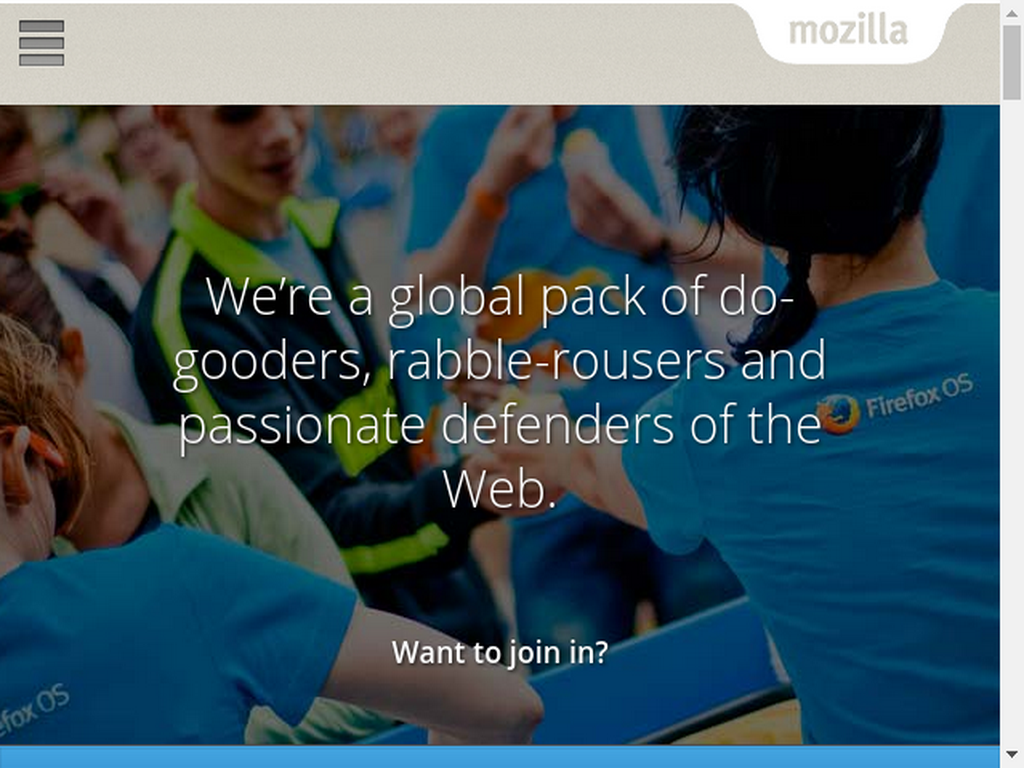 mozilla
We’re a global pack of do-
gooders, rabble-rousers and
passionate defenders of the
Web.
Firefox OS
Want to join in?
efox OS